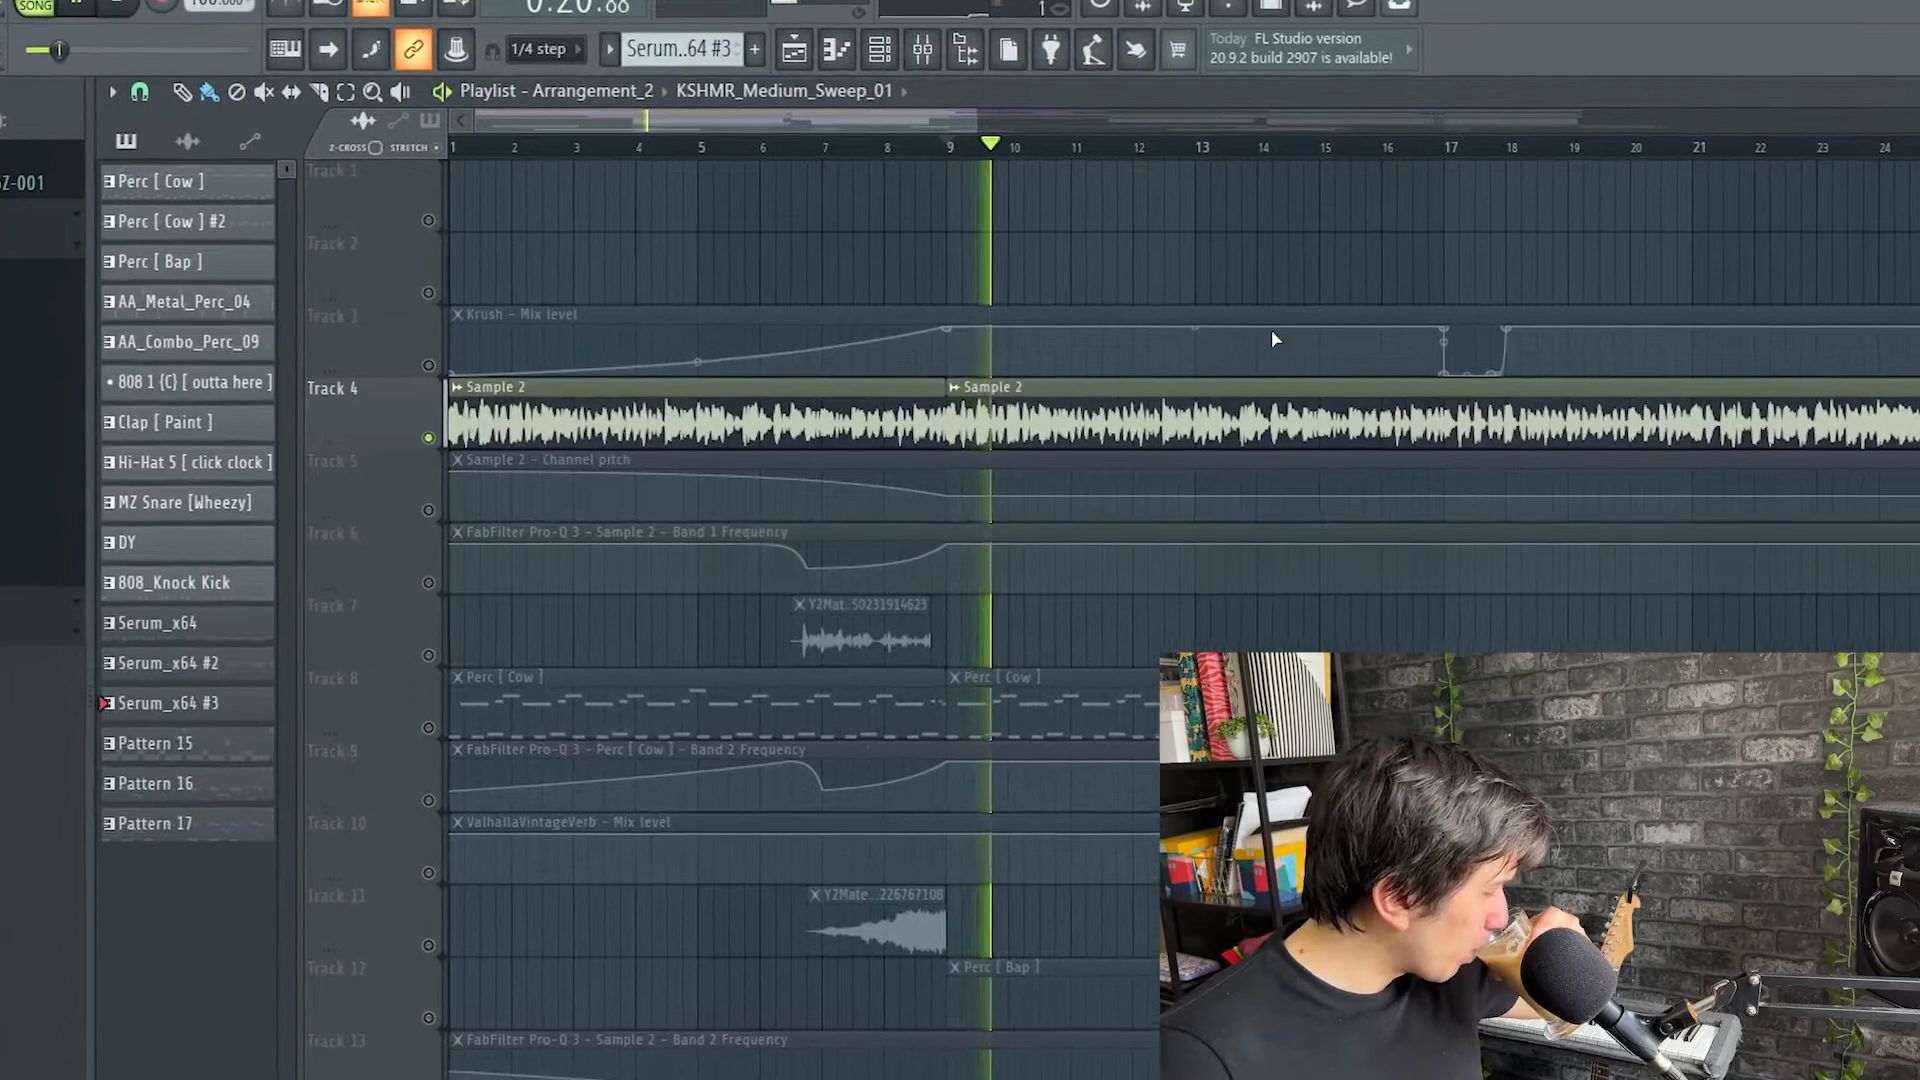 SONG
0:20.88
1
1/4 step
Serum..64 #3
Today FL Studio version
20.9.2 build 2907 is available!
Playlist - Arrangement_2 › KSHMR_Medium_Sweep_01
Z-CROSS STRETCH
1 2 3 4 5 6 7 8 9 10 11 12 13 14 15 16 17 18 19 20 21 22 23 24
Z-001
Perc [ Cow ]
Perc [ Cow ] #2
Perc [ Bap ]
AA_Metal_Perc_04
AA_Combo_Perc_09
808 1 {C} [ outta here ]
Clap [ Paint ]
Hi-Hat 5 [ click clock ]
MZ Snare [Wheezy]
DY
808_Knock Kick
Serum_x64
Serum_x64 #2
Serum_x64 #3
Pattern 15
Pattern 16
Pattern 17
Track 1
Track 2
Track 3
Krush - Mix level
Track 4
Sample 2
Sample 2
Track 5
Sample 2 - Channel pitch
Track 6
FabFilter Pro-Q 3 - Sample 2 - Band 1 Frequency
Track 7
Y2Mat..50231914623
Track 8
Perc [ Cow ]
Perc [ Cow ]
Track 9
FabFilter Pro-Q 3 - Perc [ Cow ] - Band 2 Frequency
Track 10
ValhallaVintageVerb - Mix level
Track 11
Y2Mate...226767108
Track 12
Perc [ Bap ]
Track 13
FabFilter Pro-Q 3 - Sample 2 - Band 2 Frequency